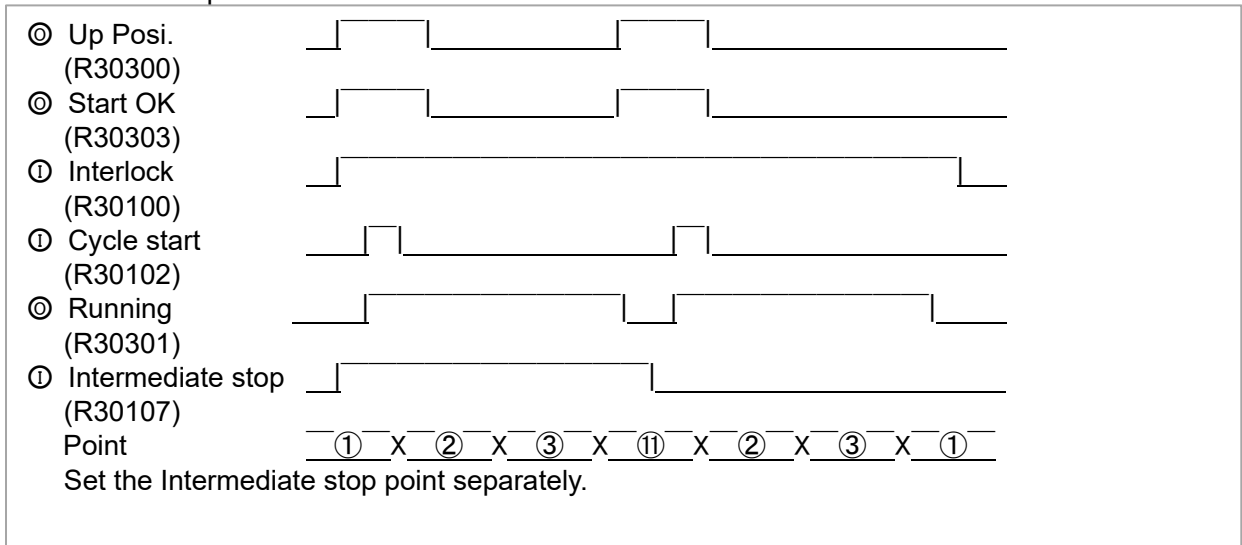 Ⓞ Up Posi.
(R30300)
Ⓞ Start OK
(R30303)
Ⓘ Interlock
(R30100)
Ⓘ Cycle start
(R30102)
Ⓞ Running
(R30301)
Ⓘ Intermediate stop
(R30107)
Point ① X ② X ③ X ⑪ X ② X ③ X ①
Set the Intermediate stop point separately.